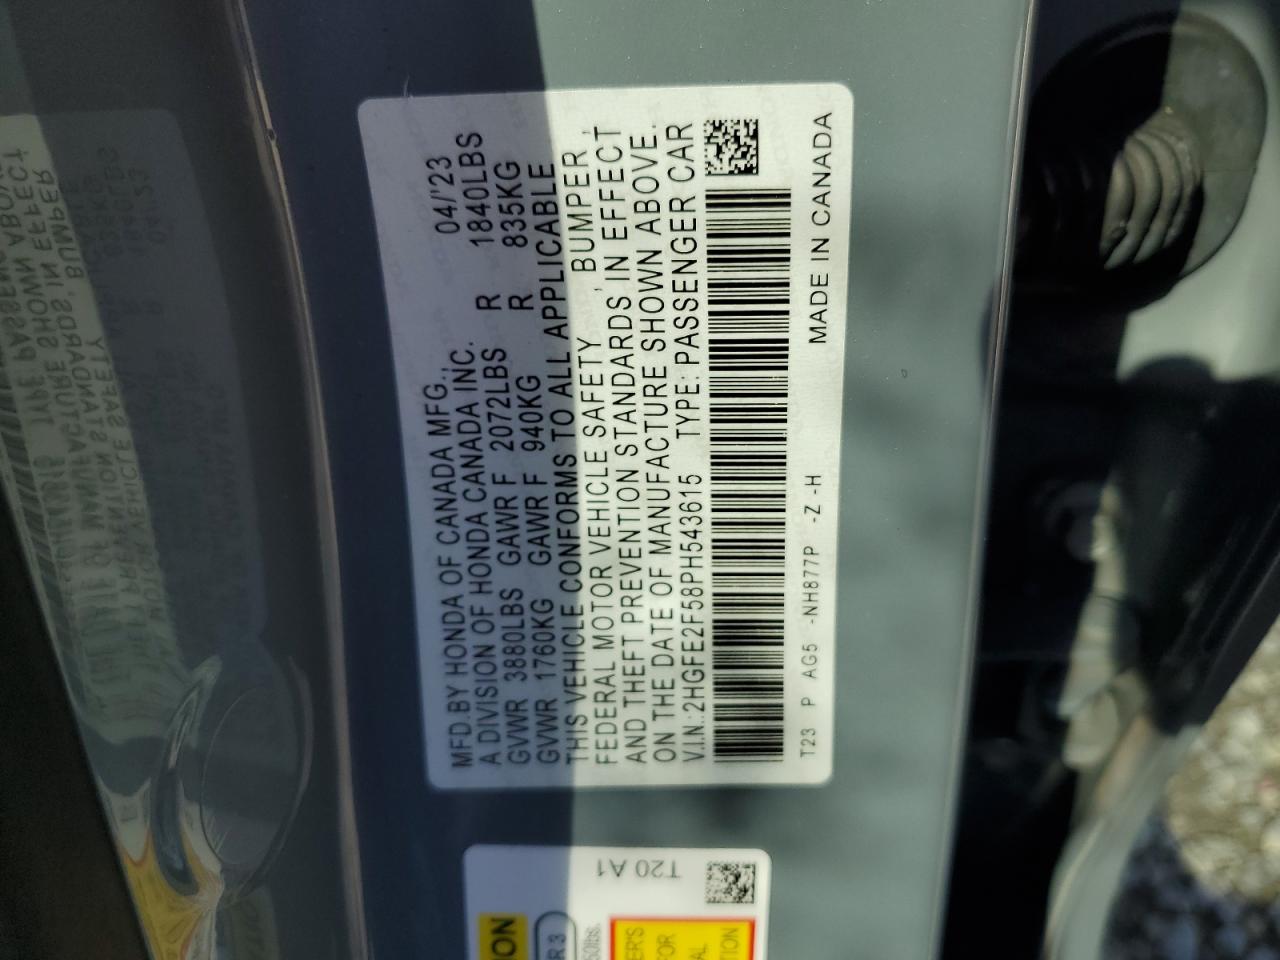 MFD. BY HONDA OF CANADA MFG., 04/'23
A DIVISION OF HONDA CANADA INC.
GVWR 3880LBS GAWR F 2072LBS R 1840LBS
GVWR 1760KG GAWR F 940KG R 835KG
THIS VEHICLE CONFORMS TO ALL APPLICABLE
FEDERAL MOTOR VEHICLE SAFETY , BUMPER ,
AND THEFT PREVENTION STANDARDS IN EFFECT
ON THE DATE OF MANUFACTURE SHOWN ABOVE.
V.I.N.:2HGFE2F58PH543615 TYPE: PASSENGER CAR
T23 P AG5 -NH877P -Z-H MADE IN CANADA
T20 A1